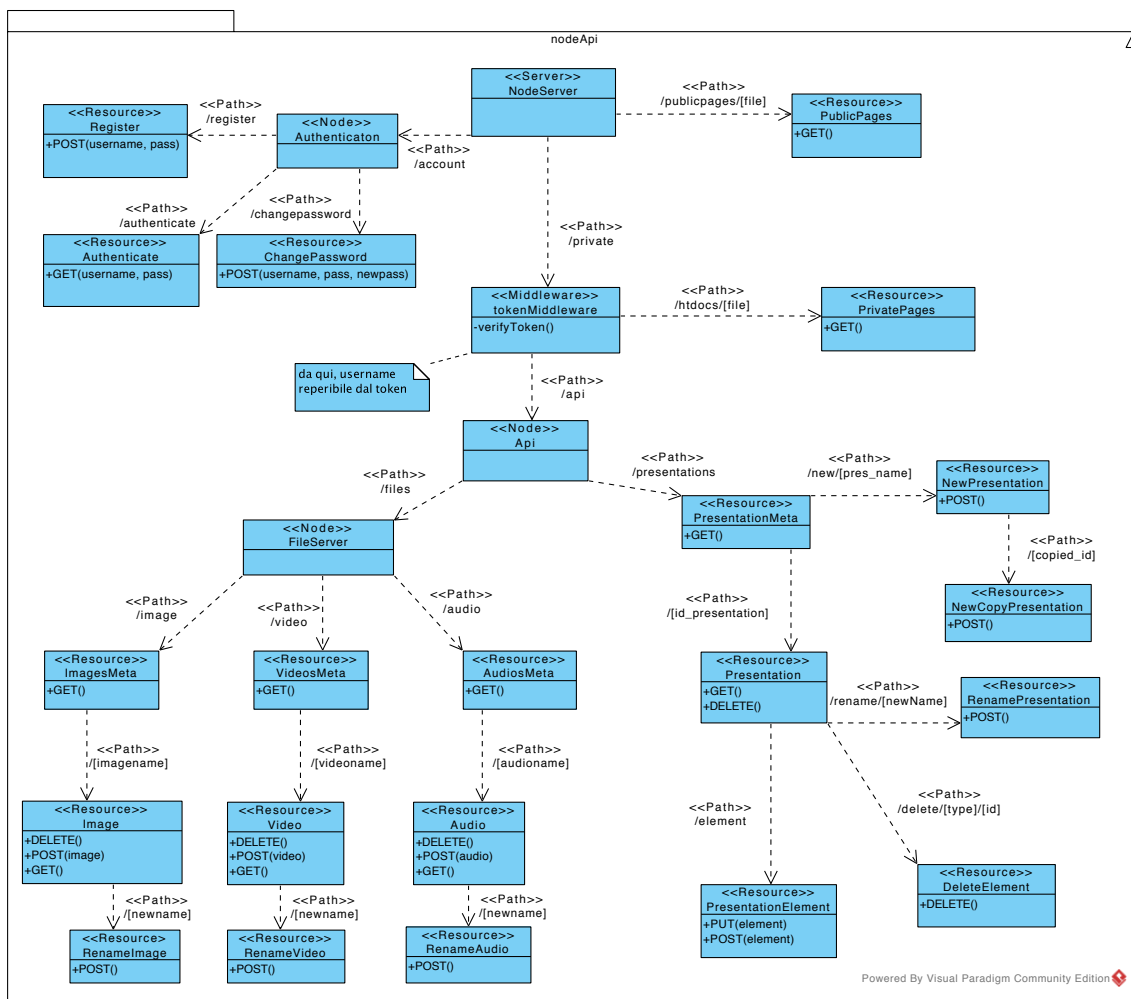 nodeApi
<<Server>>
NodeServer
<<Path>>
/publicpages/[file]
<<Resource>>
PublicPages
+GET()
<<Path>>
/register
<<Resource>>
Register
+POST(username, pass)
<<Node>>
Authenticaton
<<Path>>
/account
<<Path>>
/authenticate
<<Path>>
/changepassword
<<Path>>
/private
<<Resource>>
Authenticate
+GET(username, pass)
<<Resource>>
ChangePassword
+POST(username, pass, newpass)
<<Middleware>>
tokenMiddleware
-verifyToken()
<<Path>>
/htdocs/[file]
<<Resource>>
PrivatePages
+GET()
da qui, username
reperibile dal token
<<Path>>
/api
<<Node>>
Api
<<Path>>
/files
<<Path>>
/presentations
<<Path>>
/new/[pres_name]
<<Resource>>
NewPresentation
+POST()
<<Resource>>
PresentationMeta
+GET()
<<Node>>
FileServer
<<Path>>
/[copied_id]
<<Resource>>
NewCopyPresentation
+POST()
<<Path>>
/image
<<Path>>
/video
<<Path>>
/audio
<<Path>>
/[id_presentation]
<<Resource>>
ImagesMeta
+GET()
<<Resource>>
VideosMeta
+GET()
<<Resource>>
AudiosMeta
+GET()
<<Resource>>
Presentation
+GET()
+DELETE()
<<Path>>
/rename/[newName]
<<Resource>>
RenamePresentation
+POST()
<<Path>>
/[imagename]
<<Path>>
/[videoname]
<<Path>>
/[audioname]
<<Path>>
/element
<<Path>>
/delete/[type]/[id]
<<Resource>>
Image
+DELETE()
+POST(image)
+GET()
<<Resource>>
Video
+DELETE()
+POST(video)
+GET()
<<Resource>>
Audio
+DELETE()
+POST(audio)
+GET()
<<Resource>>
PresentationElement
+PUT(element)
+POST(element)
<<Resource>>
DeleteElement
+DELETE()
<<Path>>
/[newname]
<<Path>>
/[newname]
<<Path>>
/[newname]
<<Resource>
RenameImage
+POST()
<<Resource>>
RenameVideo
+POST()
<<Resource>>
RenameAudio
+POST()
Powered By Visual Paradigm Community Edition